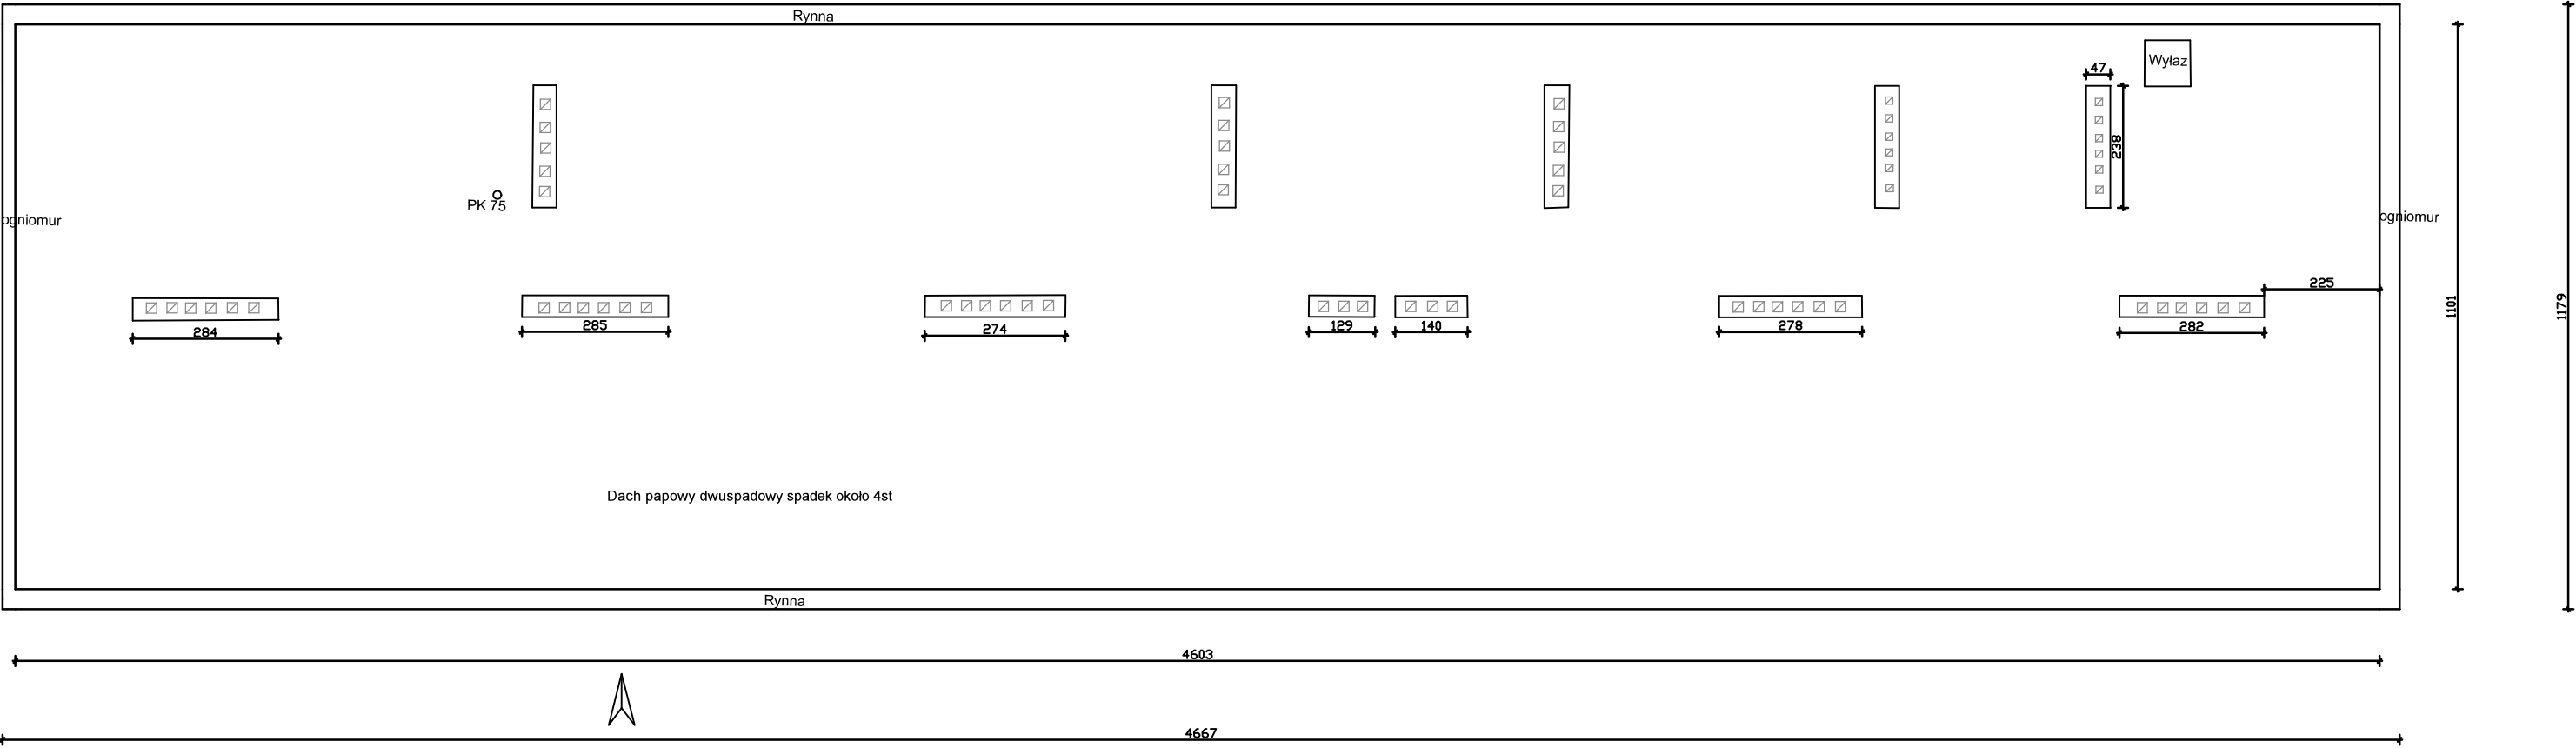 Rynna
Wyłaz
47
238
PK 75
ogniomur
ogniomur
225
284
285
274
129
140
278
282
1101
1179
Dach papowy dwuspadowy spadek około 4st
Rynna
4603
4667